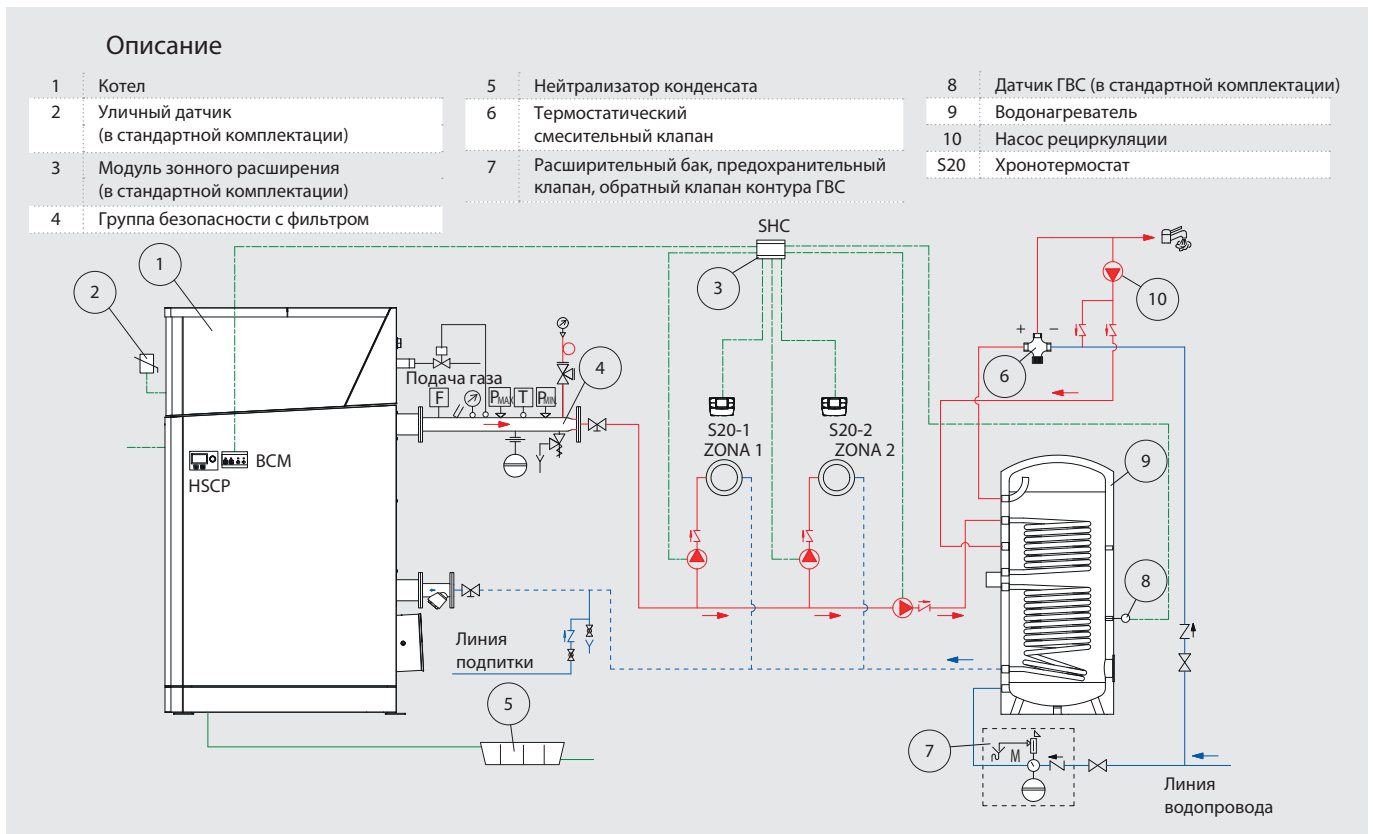 Описание
1 Котел
2 Уличный датчик
(в стандартной комплектации)
3 Модуль зонного расширения
(в стандартной комплектации)
4 Группа безопасности с фильтром
5 Нейтрализатор конденсата
6 Термостатический
смесительный клапан
7 Расширительный бак, предохранительный
клапан, обратный клапан контура ГВС
8 Датчик ГВС (в стандартной комплектации)
9 Водонагреватель
10 Насос рециркуляции
S20 Хронотермостат
SHC
1
2
3
10
+ −
6
4
Подача газа
F PMAX T PMIN
S20-1
ZONA 1
S20-2
ZONA 2
BCM
HSCP
9
8
Линия
подпитки
5
7
M
Линия
водопровода